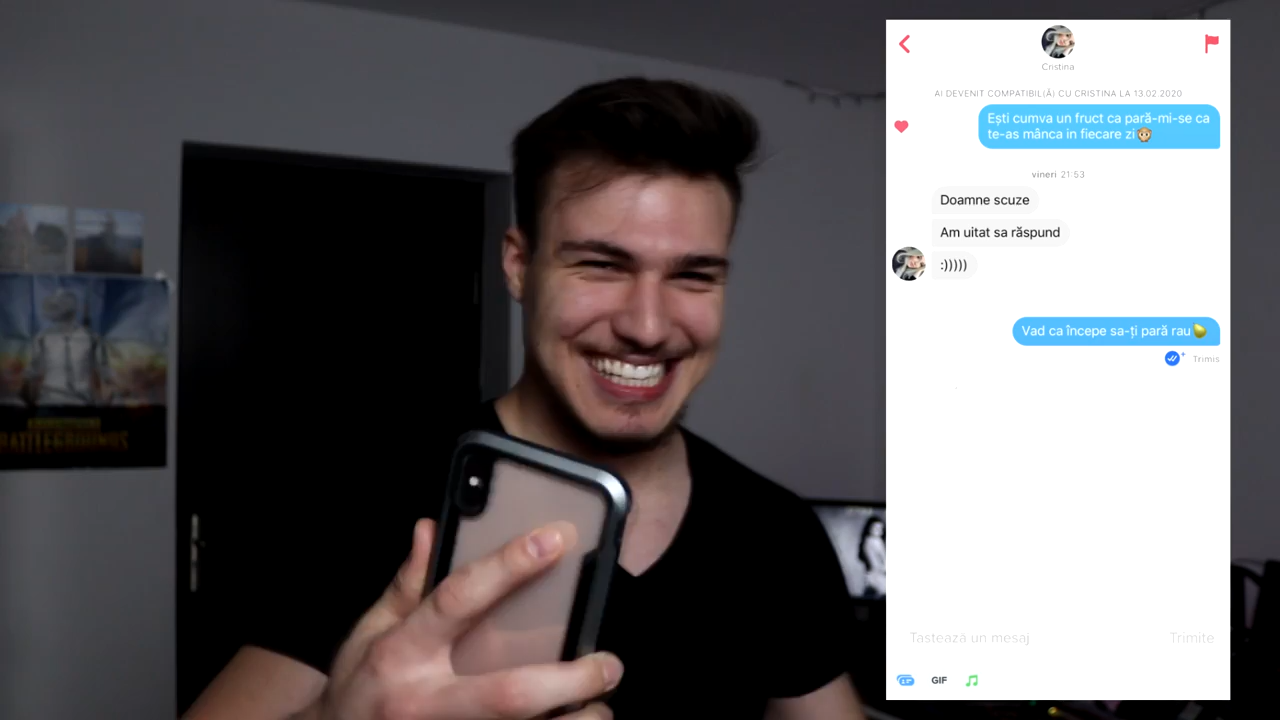 Cristina
AI DEVENIT COMPATIBIL(Ă) CU CRISTINA LA 13.02.2020
Ești cumva un fruct ca pară-mi-se ca
te-as mânca in fiecare zi🐵
vineri 21:53
Doamne scuze
Am uitat sa răspund
:)))))
Vad ca începe sa-ți pară rau🍐
Trimis
Tastează un mesaj
Trimite
GIF
BATTLEGROUNDS